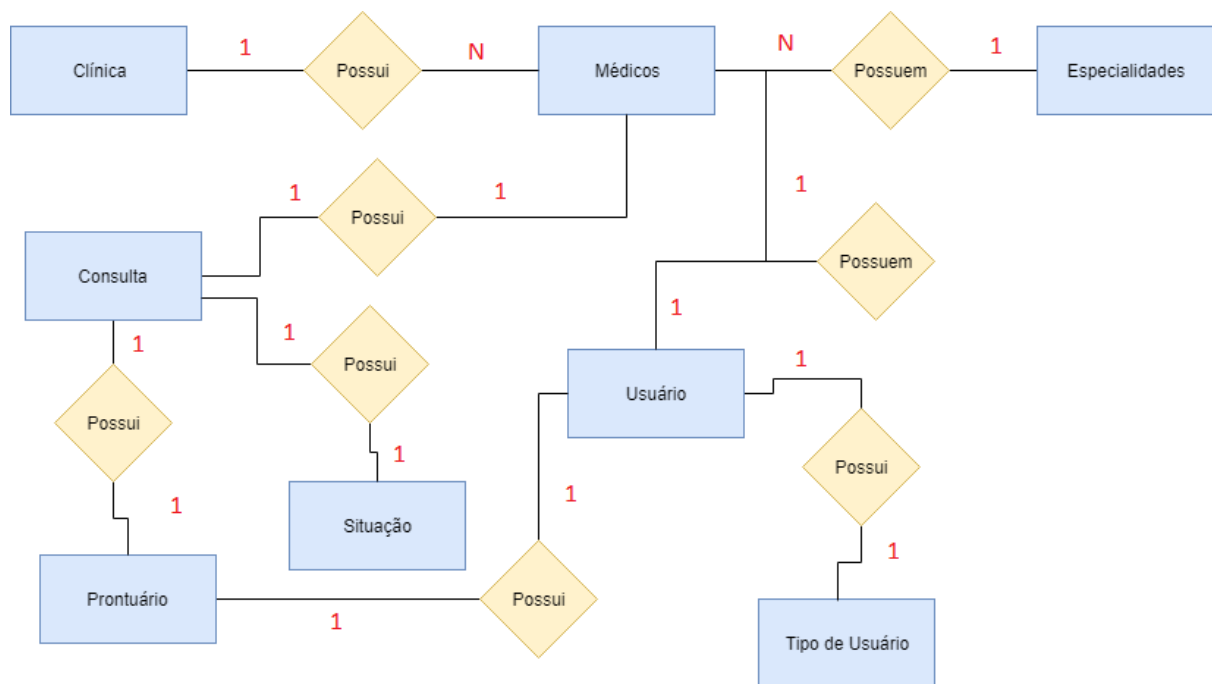 Clínica
1
Possui
N
Médicos
N
Possuem
1
Especialidades
1
Possui
1
1
Consulta
Possuem
1
1
Possui
1
1
Usuário
Possui
1
Possui
1
1
Situação
1
1
Prontuário
1
Possui
Tipo de Usuário